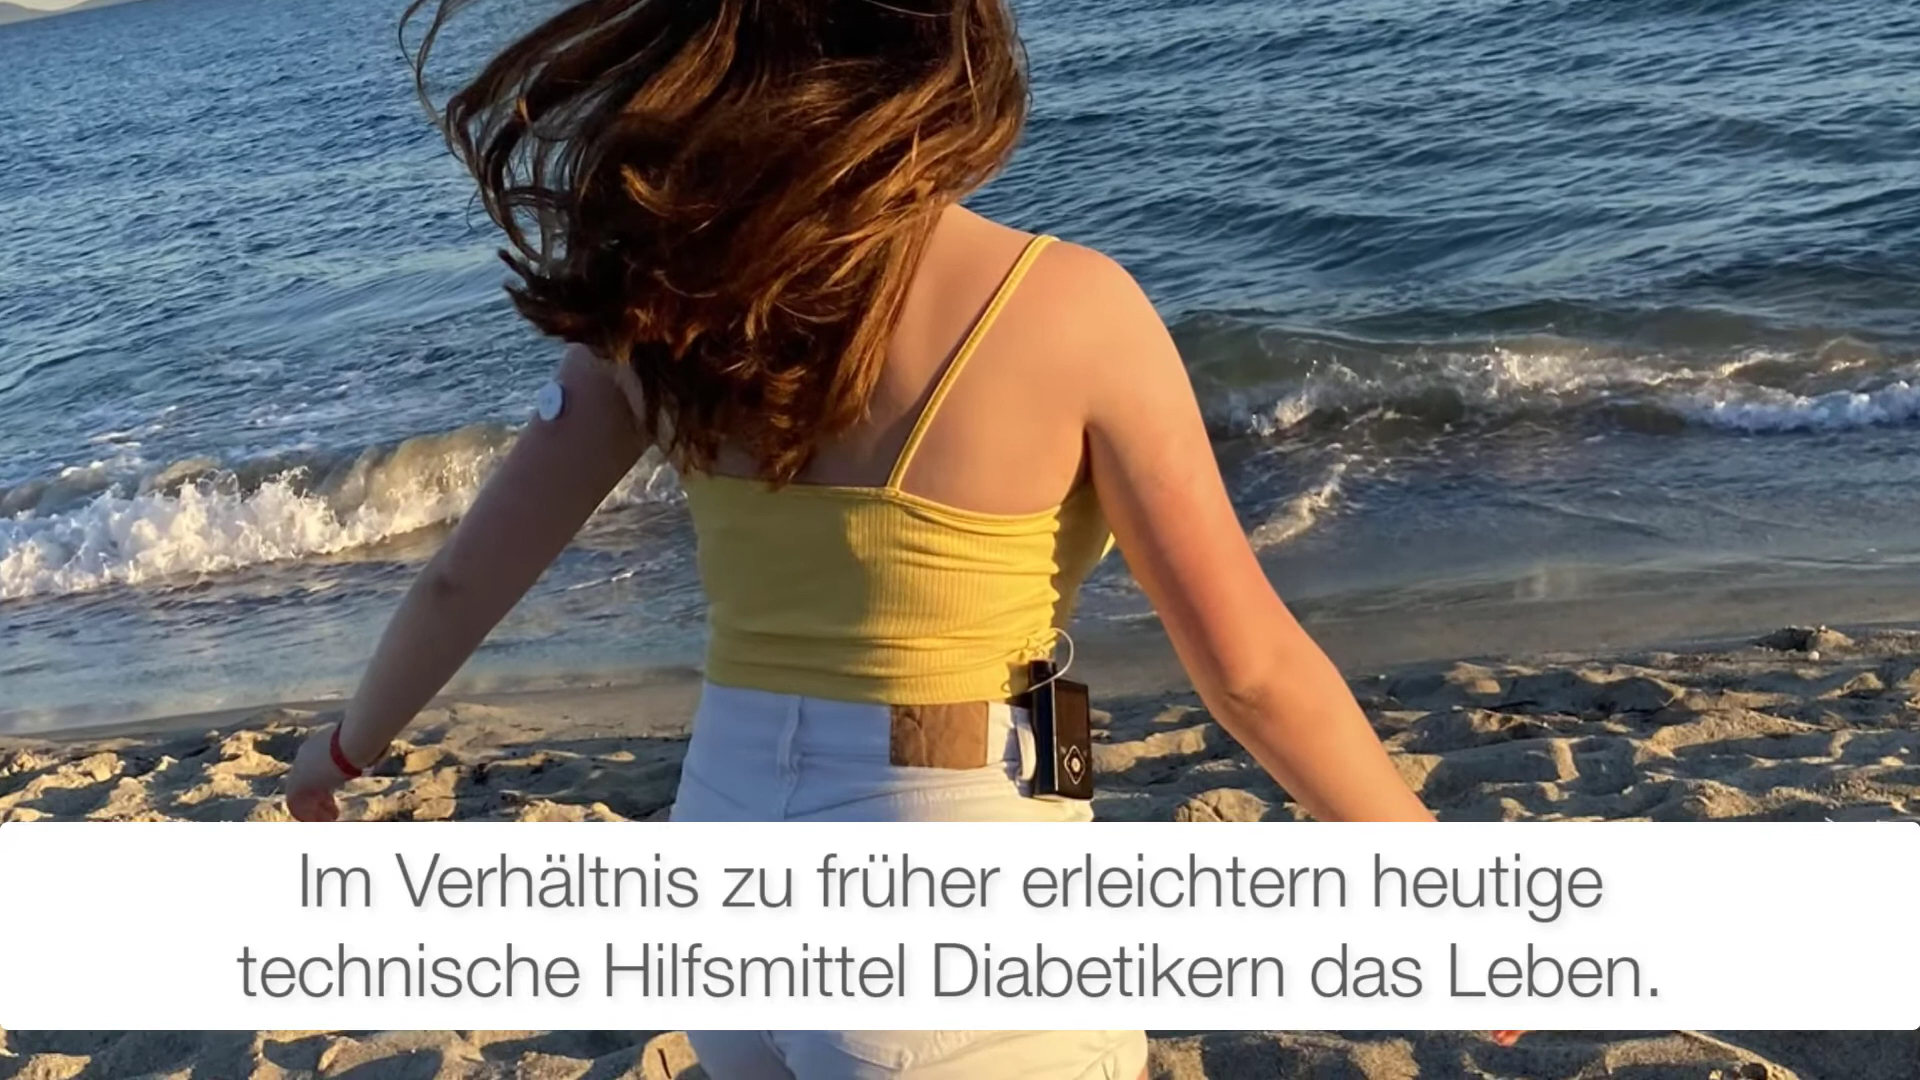 Im Verhältnis zu früher erleichtern heutige
technische Hilfsmittel Diabetikern das Leben.